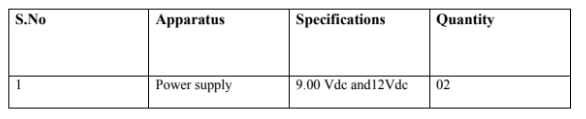 S.No Apparatus Specifications Quantity
1 Power supply 9.00 Vdc and12Vdc 02